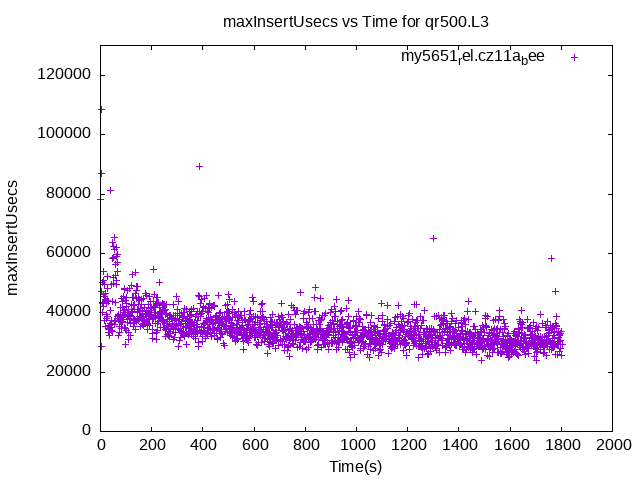 maxInsertUsecs vs Time for qr500.L3
my5651rel.cz11abee
120000
100000
80000
60000
40000
20000
0
maxInsertUsecs
0 200 400 600 800 1000 1200 1400 1600 1800 2000
Time(s)